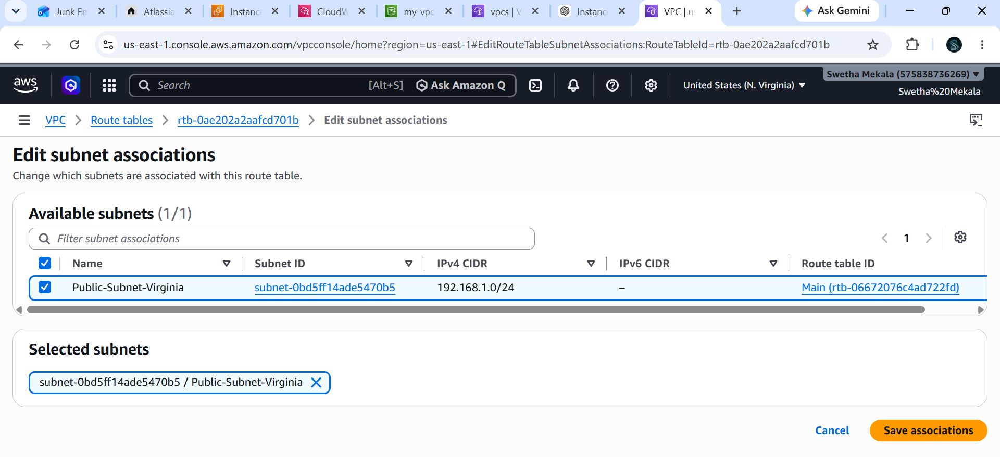 Junk Em
Atlassia
Instance
CloudW
my-vpc
vpcs | V
Instance
VPC | us
Ask Gemini
us-east-1.console.aws.amazon.com/vpcconsole/home?region=us-east-1#EditRouteTableSubnetAssociations:RouteTableId=rtb-0ae202a2aafcd701b
aws
Search
[Alt+S]
Ask Amazon Q
United States (N. Virginia)
Swetha Mekala (575838736269)
Swetha%20Mekala
VPC
Route tables
rtb-0ae202a2aafcd701b
Edit subnet associations
Edit subnet associations
Change which subnets are associated with this route table.
Available subnets (1/1)
Filter subnet associations
1
Name Subnet ID IPv4 CIDR IPv6 CIDR Route table ID
Public-Subnet-Virginia subnet-0bd5ff14ade5470b5 192.168.1.0/24 – Main (rtb-06672076c4ad722fd)
Selected subnets
subnet-0bd5ff14ade5470b5 / Public-Subnet-Virginia
Cancel
Save associations